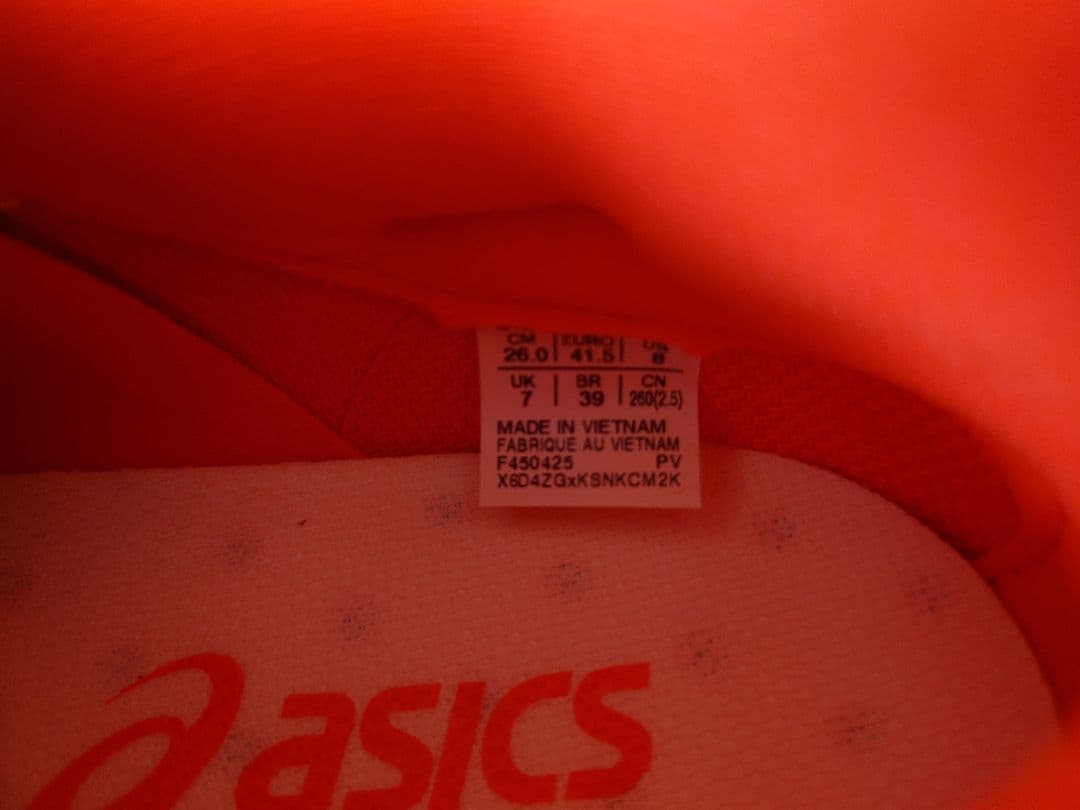 CM EURO US
26.0 41.5 8
UK BR CN
7 39 260(2.5)
MADE IN VIETNAM
FABRIQUE AU VIETNAM
F450425 PV
X6D4ZGxKSNKCM2K
asics